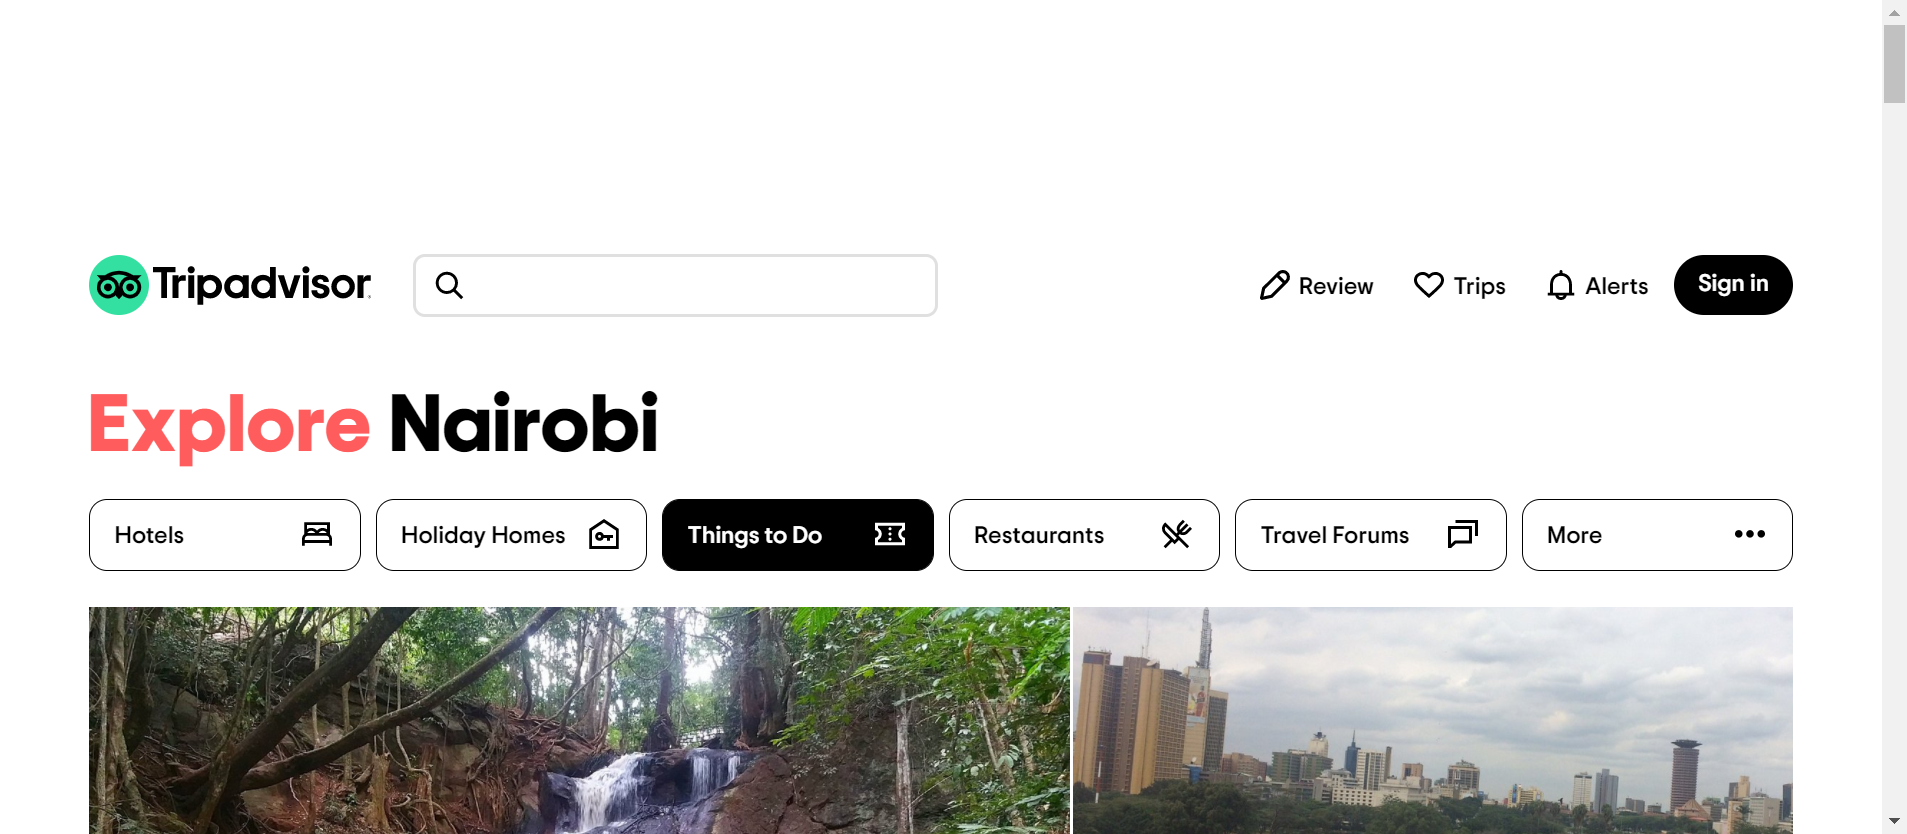 Tripadvisor
Review
Trips
Alerts
Sign in
Explore Nairobi
Hotels
Holiday Homes
Things to Do
Restaurants
Travel Forums
More